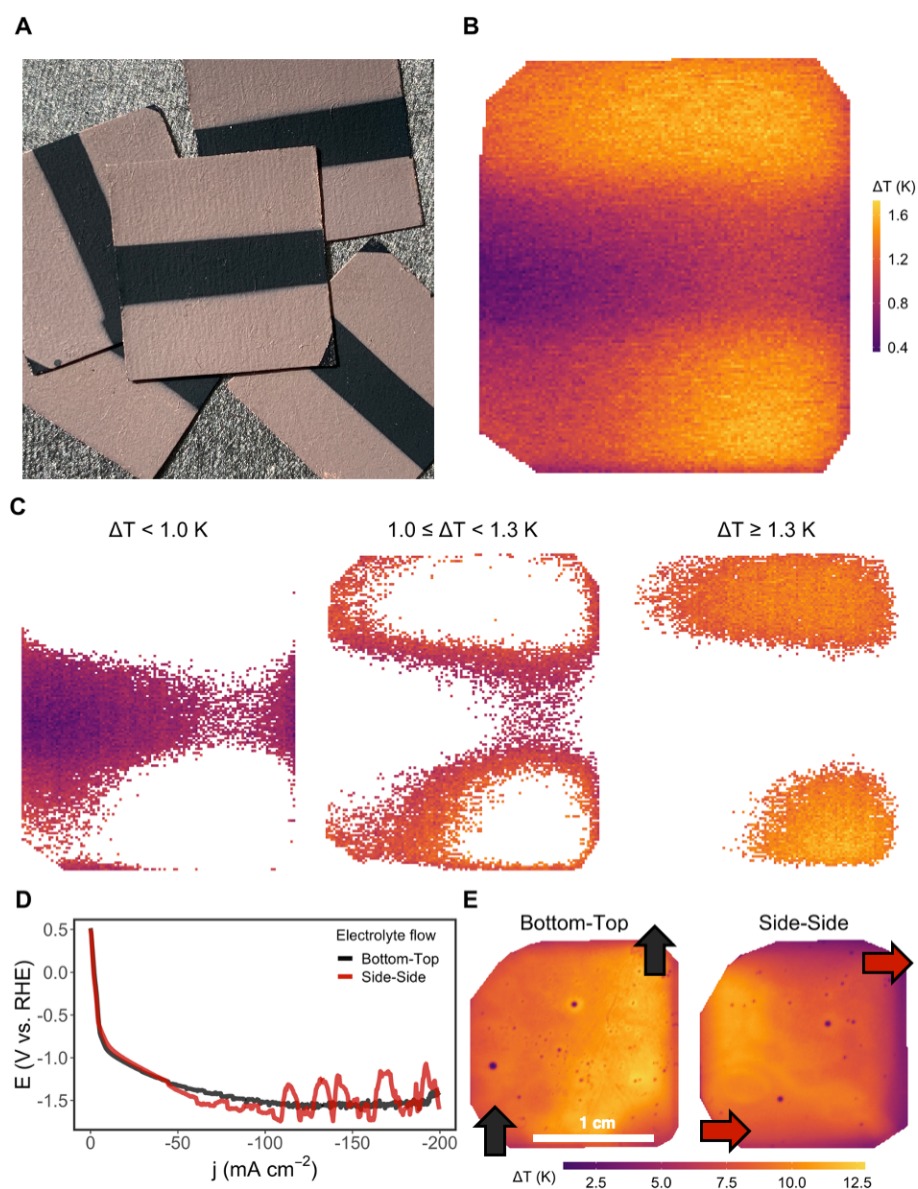 A
B
ΔT (K)
1.6
1.2
0.8
0.4
C
ΔT < 1.0 K
1.0 ≤ ΔT < 1.3 K
ΔT ≥ 1.3 K
D
0.5
0.0
-0.5
-1.0
-1.5
E (V vs. RHE)
Electrolyte flow
Bottom-Top
Side-Side
0
-50
-100
-150
-200
j (mA cm⁻²)
E
Bottom-Top
Side-Side
1 cm
ΔT (K)
2.5
5.0
7.5
10.0
12.5